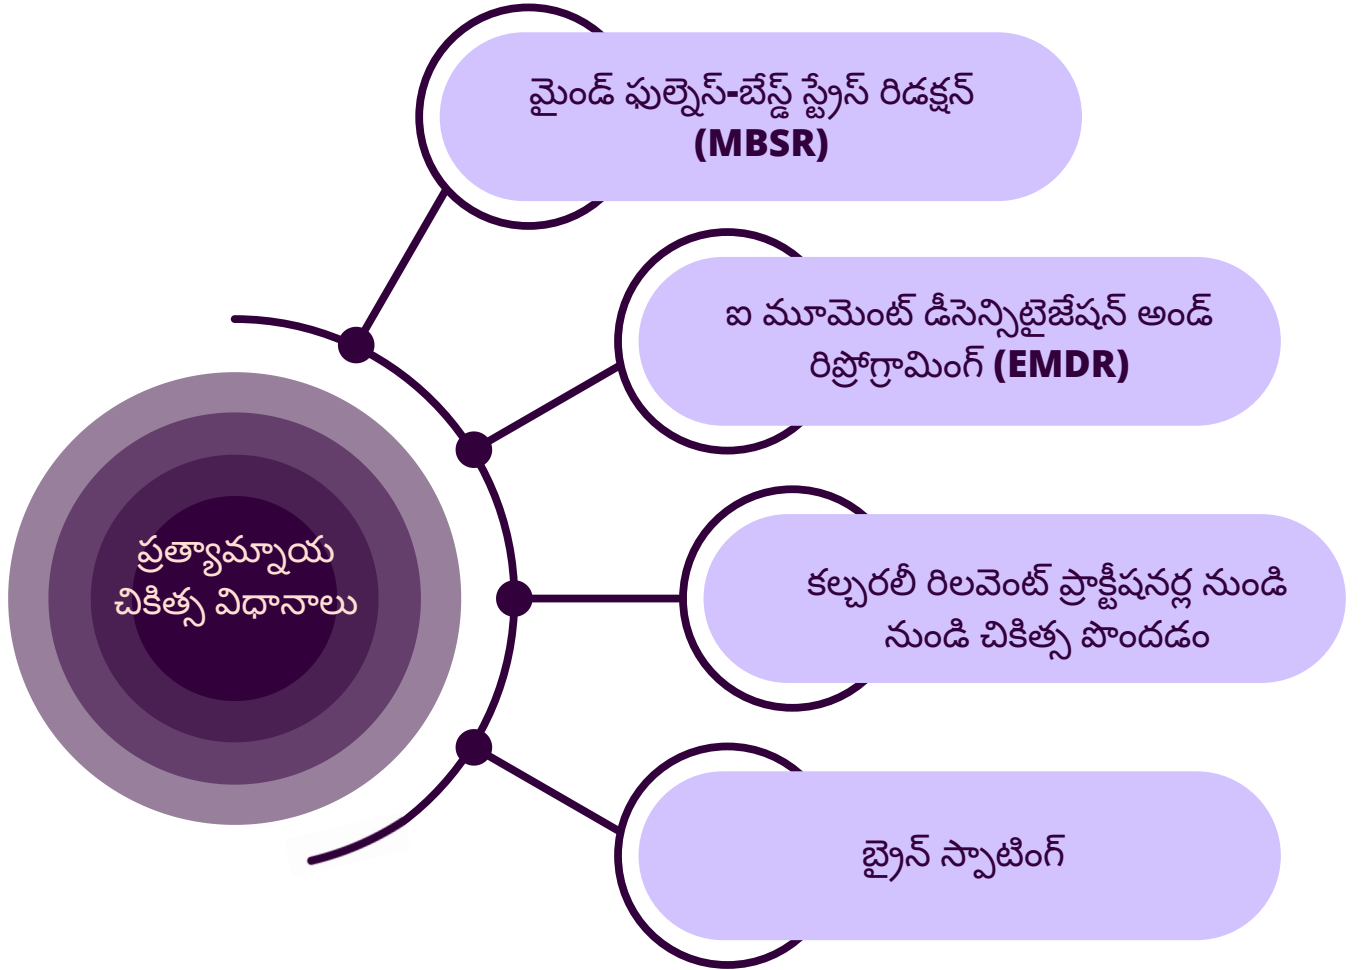 మైండ్ ఫుల్నెస్-బేస్డ్ స్ట్రేస్ రిడక్షన్
(MBSR)
ఐ మూమెంట్ డీసెన్సిటైజేషన్ అండ్
రిప్రోగ్రామింగ్ (EMDR)
ప్రత్యామ్నాయ
చికిత్స విధానాలు
కల్చరలీ రిలవెంట్ ప్రాక్టీషనర్ల నుండి
నుండి చికిత్స పొందడం
బ్రైన్ స్పాటింగ్